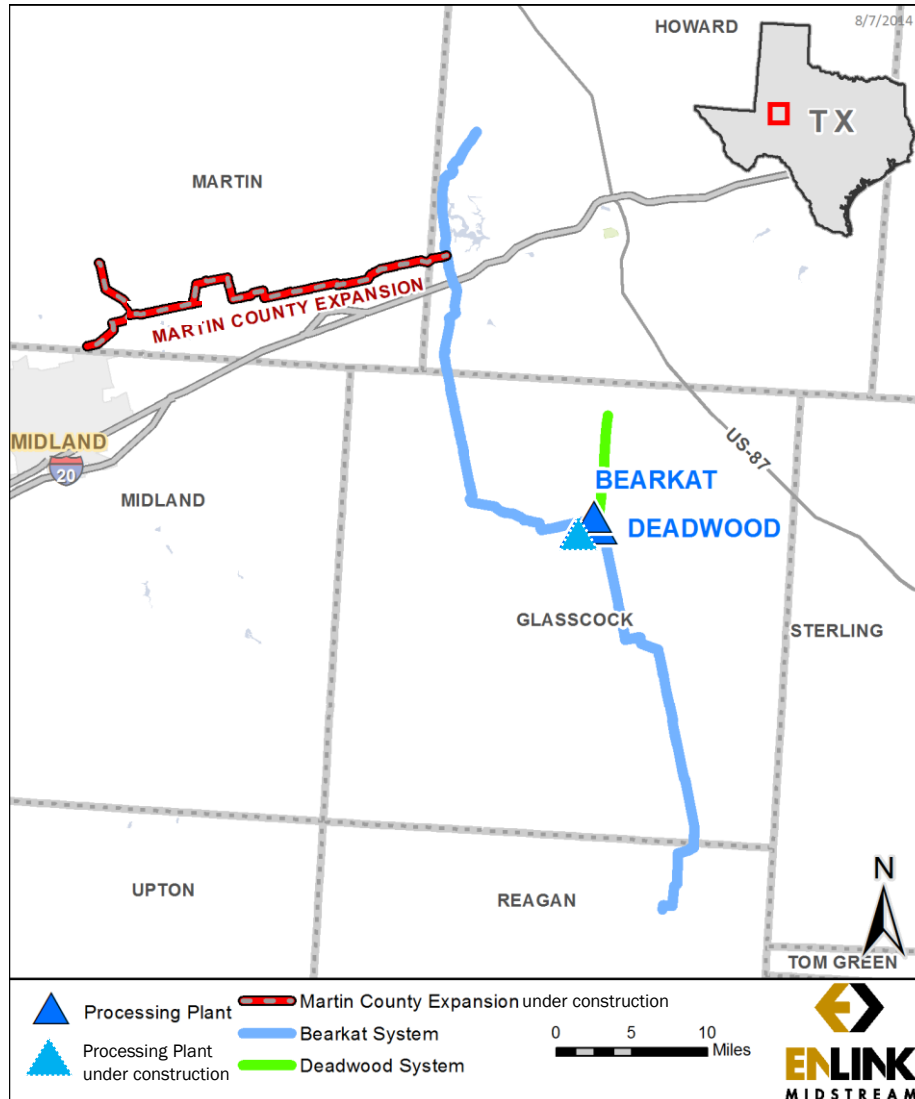 8/7/2014
HOWARD
TX
MARTIN
MARTIN COUNTY EXPANSION
MIDLAND
20
MIDLAND
US-87
BEARKAT
DEADWOOD
GLASSCOCK
STERLING
UPTON
REAGAN
N
TOM GREEN
Processing Plant
Processing Plant
under construction
Martin County Expansion under construction
Bearkat System
Deadwood System
0 5 10
Miles
ENLINK
MIDSTREAM